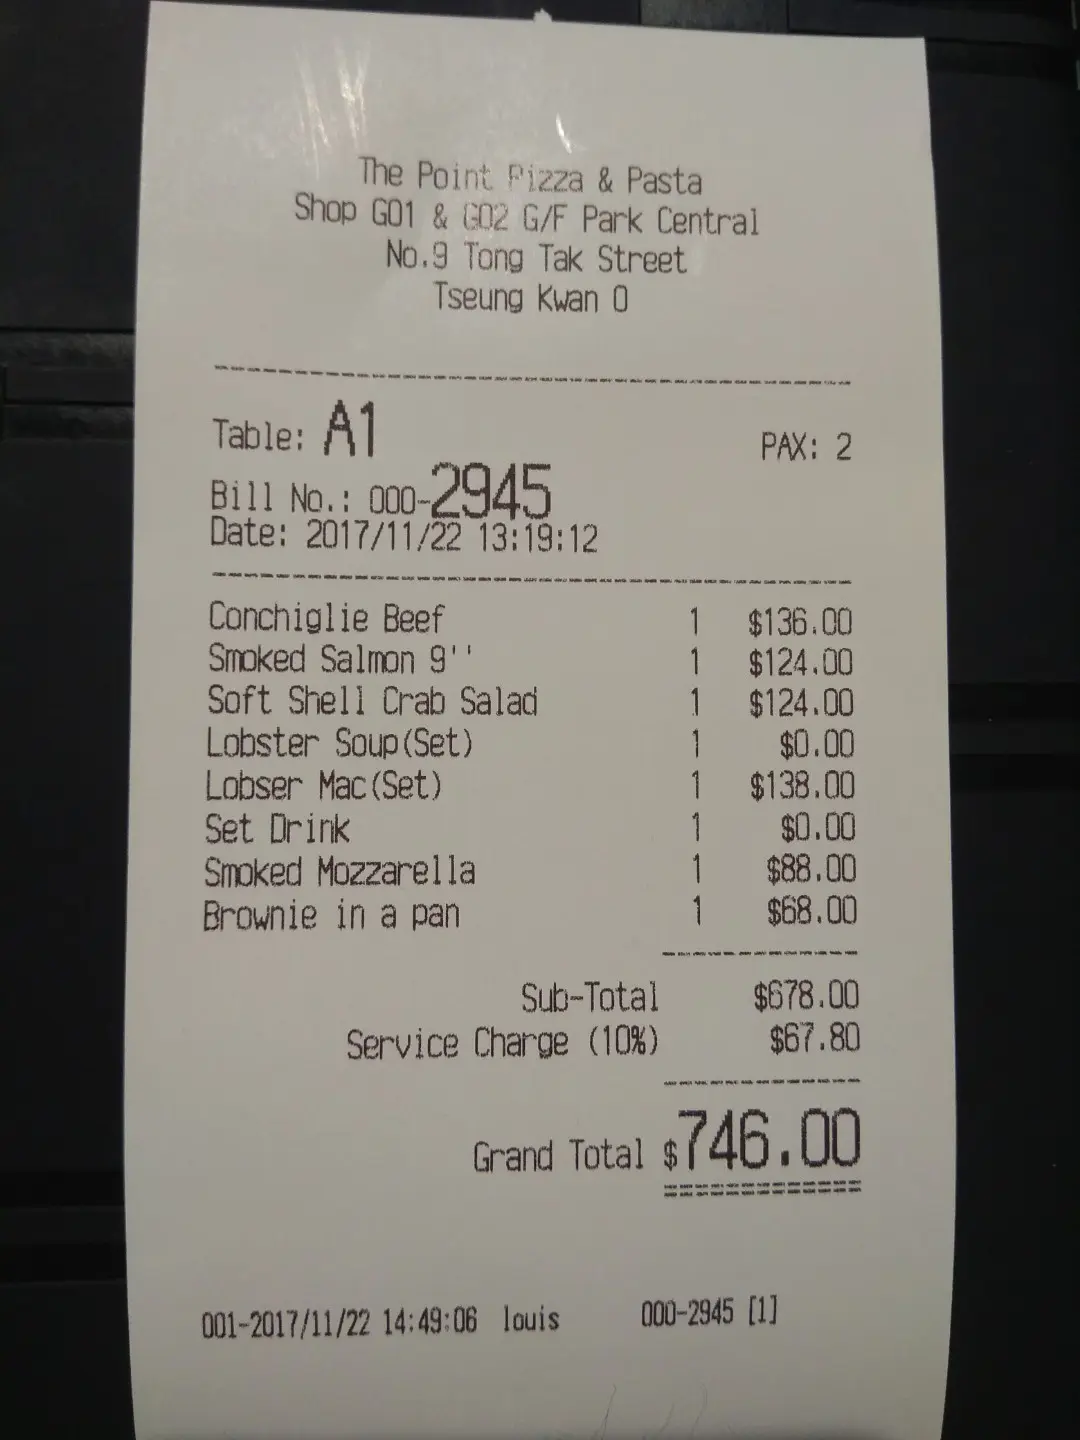 The Point Pizza & Pasta
Shop G01 & G02 G/F Park Central
No.9 Tong Tak Street
Tseung Kwan O
Table: A1 PAX: 2
Bill No.: 000-2945
Date: 2017/11/22 13:19:12
Conchiglie Beef 1 $136.00
Smoked Salmon 9'' 1 $124.00
Soft Shell Crab Salad 1 $124.00
Lobster Soup(Set) 1 $0.00
Lobser Mac(Set) 1 $138.00
Set Drink 1 $0.00
Smoked Mozzarella 1 $88.00
Brownie in a pan 1 $68.00
Sub-Total $678.00
Service Charge (10%) $67.80
Grand Total $746.00
001-2017/11/22 14:49:06 louis 000-2945 [1]